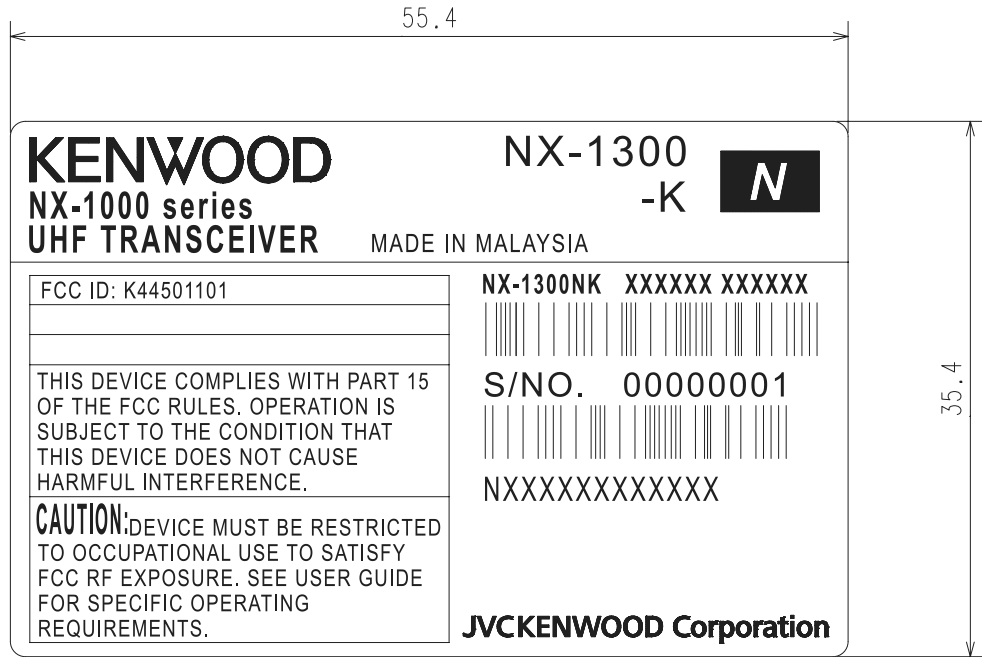 55.4
KENWOOD
NX-1300
-K
N
NX-1000 series
UHF TRANSCEIVER
MADE IN MALAYSIA
FCC ID: K44501101
THIS DEVICE COMPLIES WITH PART 15
OF THE FCC RULES. OPERATION IS
SUBJECT TO THE CONDITION THAT
THIS DEVICE DOES NOT CAUSE
HARMFUL INTERFERENCE.
CAUTION:DEVICE MUST BE RESTRICTED
TO OCCUPATIONAL USE TO SATISFY
FCC RF EXPOSURE. SEE USER GUIDE
FOR SPECIFIC OPERATING
REQUIREMENTS.
NX-1300NK XXXXXX XXXXXX
S/NO. 00000001
NXXXXXXXXXXXX
JVCKENWOOD Corporation
35.4